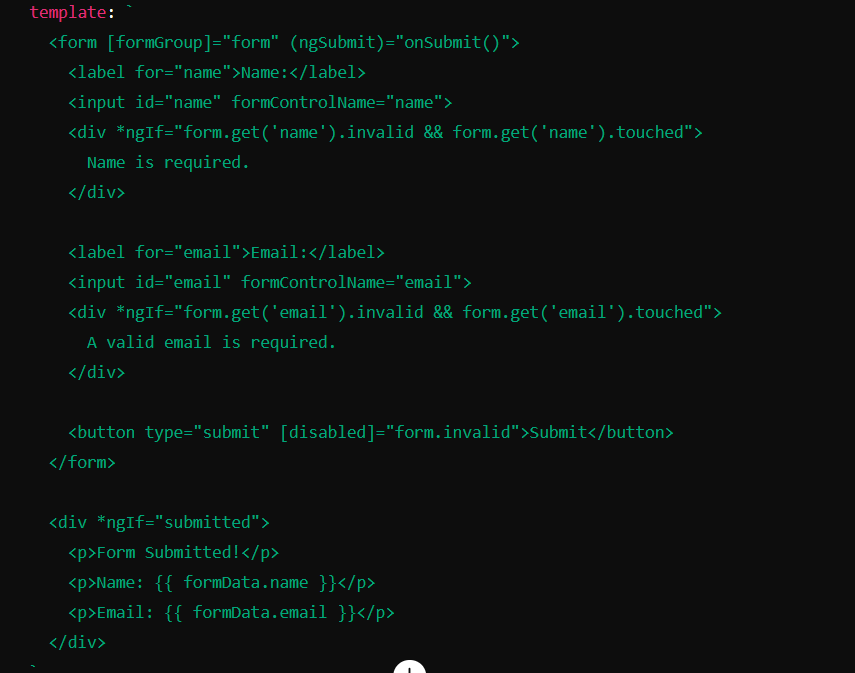 template: `
<form [formGroup]="form" (ngSubmit)="onSubmit()">
<label for="name">Name:</label>
<input id="name" formControlName="name">
<div *ngIf="form.get('name').invalid && form.get('name').touched">
Name is required.
</div>
<label for="email">Email:</label>
<input id="email" formControlName="email">
<div *ngIf="form.get('email').invalid && form.get('email').touched">
A valid email is required.
</div>
<button type="submit" [disabled]="form.invalid">Submit</button>
</form>
<div *ngIf="submitted">
<p>Form Submitted!</p>
<p>Name: {{ formData.name }}</p>
<p>Email: {{ formData.email }}</p>
</div>
`